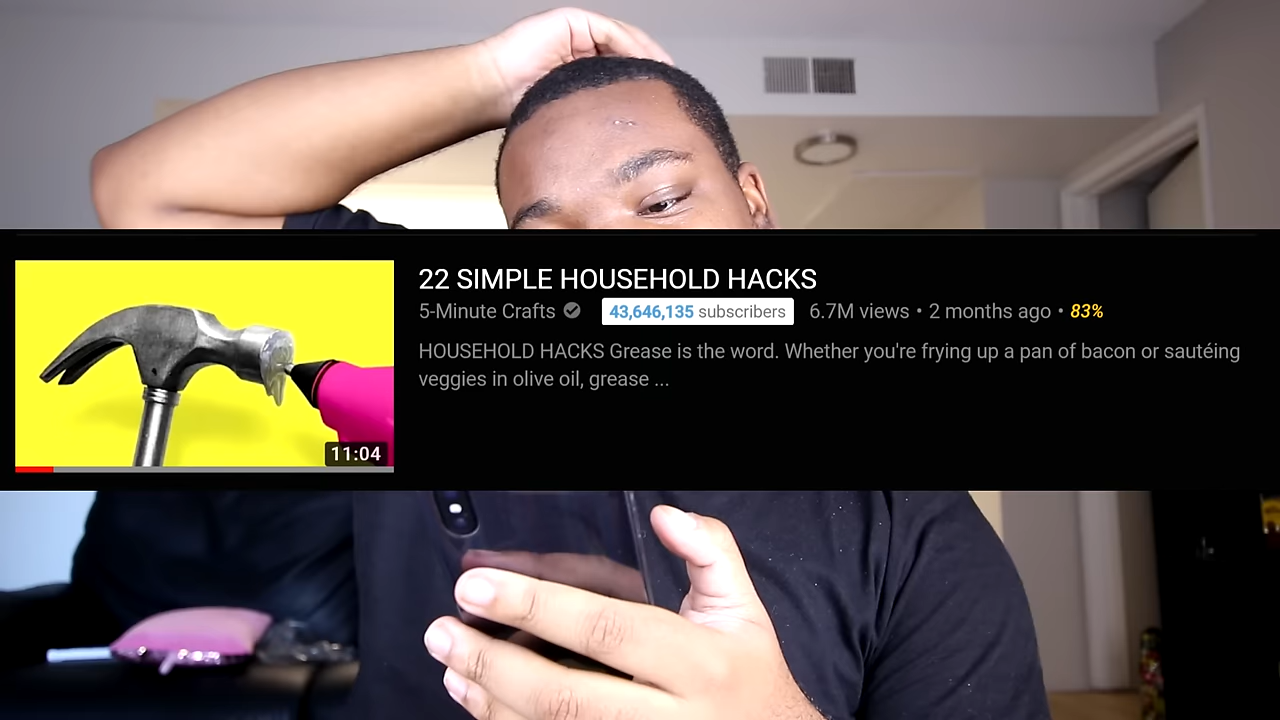 22 SIMPLE HOUSEHOLD HACKS
5-Minute Crafts 43,646,135 subscribers 6.7M views • 2 months ago • 83%
HOUSEHOLD HACKS Grease is the word. Whether you're frying up a pan of bacon or sautéing
veggies in olive oil, grease ...
11:04